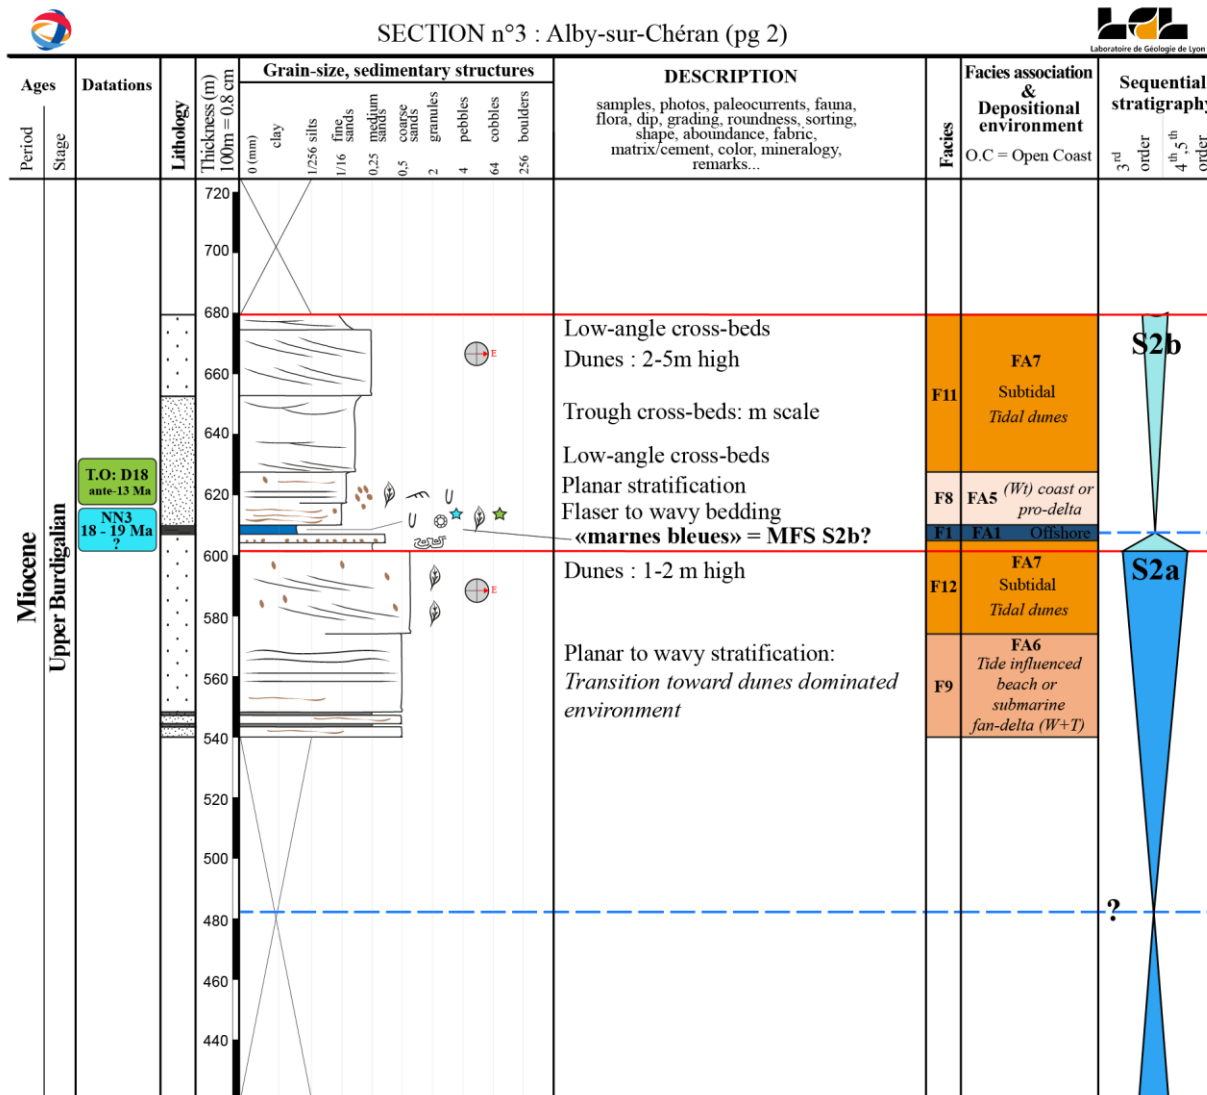 SECTION n°3 : Alby-sur-Chéran (pg 2)
LGL
Laboratoire de Géologie de Lyon
Ages
Period
Stage
Datations
Lithology
Thickness (m)
100m = 0.8 cm
Grain-size, sedimentary structures
0 (mm)
clay
1/256 silts
1/16
fine
sands
0,25
medium
sands
0,5
coarse
sands
2
granules
4
pebbles
64
cobbles
256
boulders
DESCRIPTION
samples, photos, paleocurrents, fauna,
flora, dip, grading, roundness, sorting,
shape, aboundance, fabric,
matrix/cement, color, mineralogy,
remarks...
Facies
Facies association
&
Depositional
environment
O.C = Open Coast
Sequential
stratigraphy
3rd
order
4th,5th
order
720
700
680
660
640
620
600
580
560
540
520
500
480
460
440
Miocene
Upper Burdigalian
T.O: D18
ante-13 Ma
NN3
18 - 19 Ma
?
E
E
Low-angle cross-beds
Dunes : 2-5m high
Trough cross-beds: m scale
Low-angle cross-beds
Planar stratification
Flaser to wavy bedding
«marnes bleues» = MFS S2b?
Dunes : 1-2 m high
Planar to wavy stratification:
Transition toward dunes dominated
environment
F11
FA7
Subtidal
Tidal dunes
F8
FA5 (Wt) coast or
pro-delta
F1
FA1 Offshore
F12
FA7
Subtidal
Tidal dunes
F9
FA6
Tide influenced
beach or
submarine
fan-delta (W+T)
S2b
S2a
?